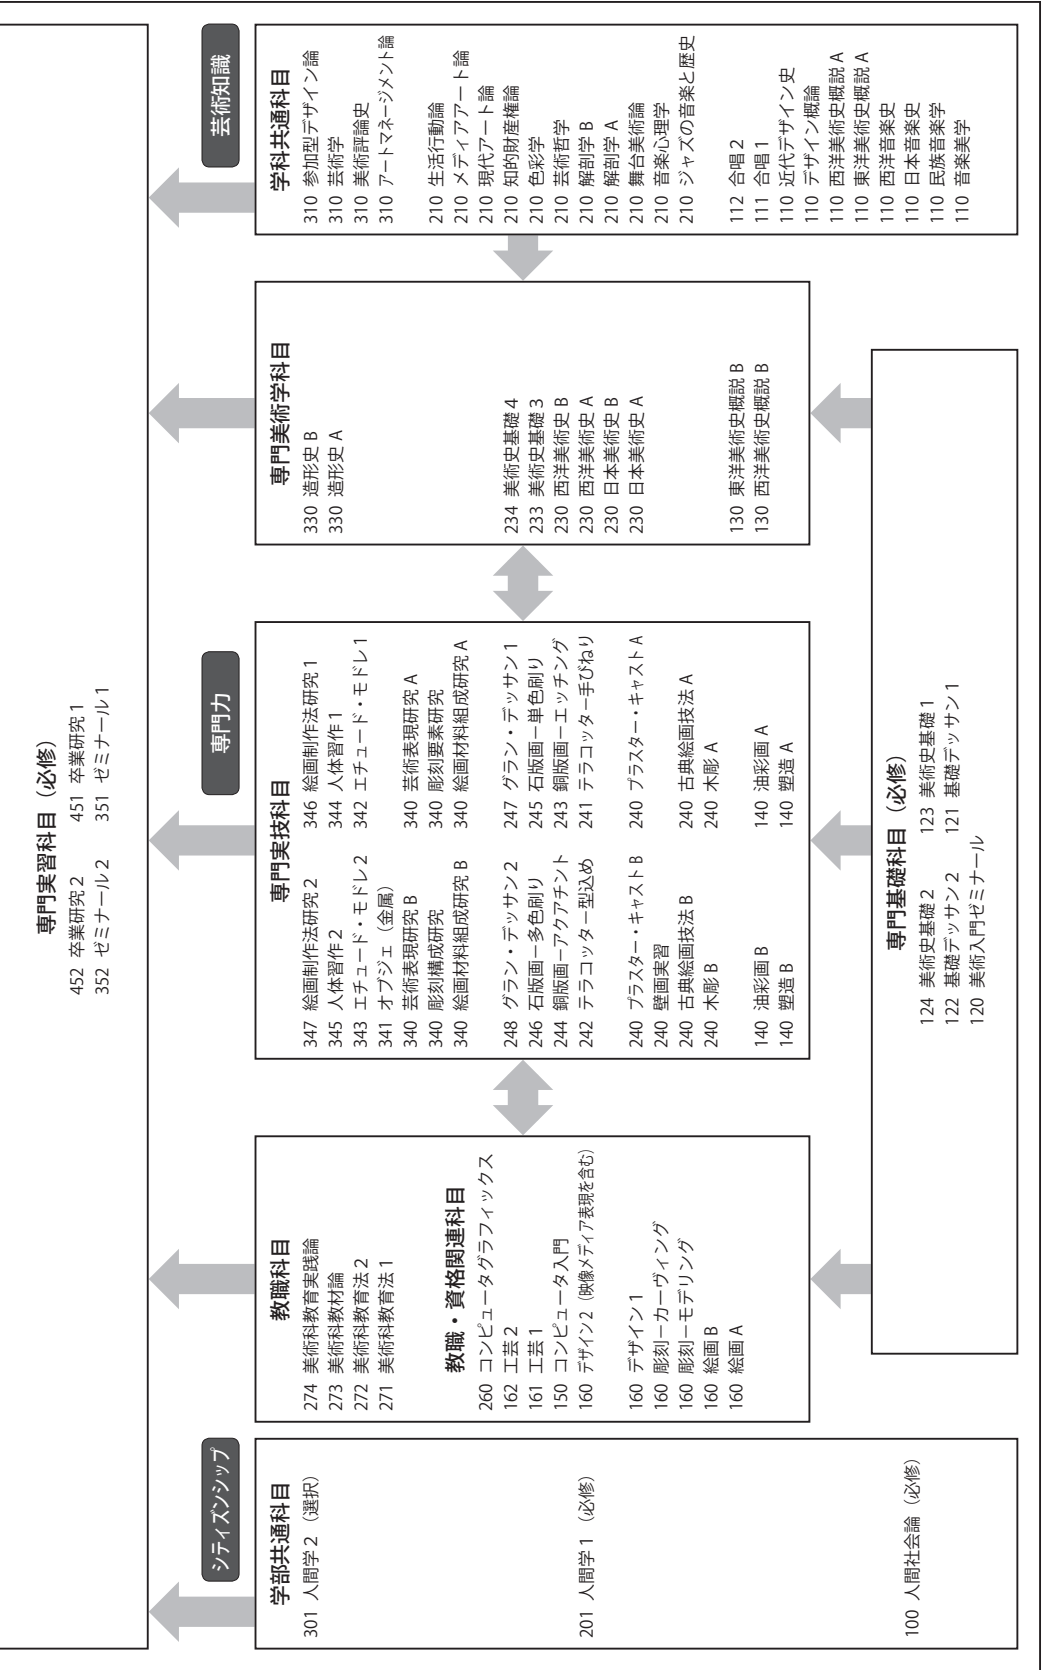 専門実習科目（必修）
452 卒業研究 2
451 卒業研究 1
352 ゼミナール 2
351 ゼミナール 1
シティズンシップ
専門力
芸術知識
学部共通科目
301 人間学 2（選択）
201 人間学 1（必修）
100 人間社会論（必修）
教職科目
274 美術科教育実践論
273 美術科教材論
272 美術科教育法 2
271 美術科教育法 1
教職・資格関連科目
260 コンピュータグラフィックス
162 工芸 2
161 工芸 1
150 コンピュータ入門
160 デザイン 2（映像メディア表現を含む）
160 デザイン 1
160 彫刻ーカーヴィング
160 彫刻ーモデリング
160 絵画 B
160 絵画 A
専門実技科目
347 絵画制作法研究 2
346 絵画制作法研究 1
345 人体習作 2
344 人体習作 1
343 エチュード・モドレ 2
342 エチュード・モドレ 1
341 オブジェ（金属）
340 芸術表現研究 B
340 芸術表現研究 A
340 彫刻構成研究
340 彫刻要素研究
340 絵画材料組成研究 B
340 絵画材料組成研究 A
248 グラン・デッサン 2
247 グラン・デッサン 1
246 石版画ー多色刷り
245 石版画ー単色刷り
244 銅版画ーアクアチント
243 銅版画ーエッチング
242 テラコッター型込め
241 テラコッター手びねり
240 プラスター・キャスト B
240 プラスター・キャスト A
240 壁画実習
240 古典絵画技法 B
240 古典絵画技法 A
240 木彫 B
240 木彫 A
140 油彩画 B
140 油彩画 A
140 塑造 B
140 塑造 A
専門美術学科目
330 造形史 B
330 造形史 A
234 美術史基礎 4
233 美術史基礎 3
230 西洋美術史 B
230 西洋美術史 A
230 日本美術史 B
230 日本美術史 A
130 東洋美術史概説 B
130 西洋美術史概説 B
学科共通科目
310 参加型デザイン論
310 芸術学
310 美術評論史
310 アートマネージメント論
210 生活行動論
210 メディアアート論
210 現代アート論
210 知的財産権論
210 色彩学
210 芸術哲学
210 解剖学 B
210 解剖学 A
210 舞台美術論
210 音楽心理学
210 ジャズの音楽と歴史
112 合唱 2
111 合唱 1
110 近代デザイン史
110 デザイン概論
110 西洋美術史概説 A
110 東洋美術史概説 A
110 西洋音楽史
110 日本音楽史
110 民族音楽学
110 音楽美学
専門基礎科目（必修）
124 美術史基礎 2
123 美術史基礎 1
122 基礎デッサン 2
121 基礎デッサン 1
120 美術入門ゼミナール